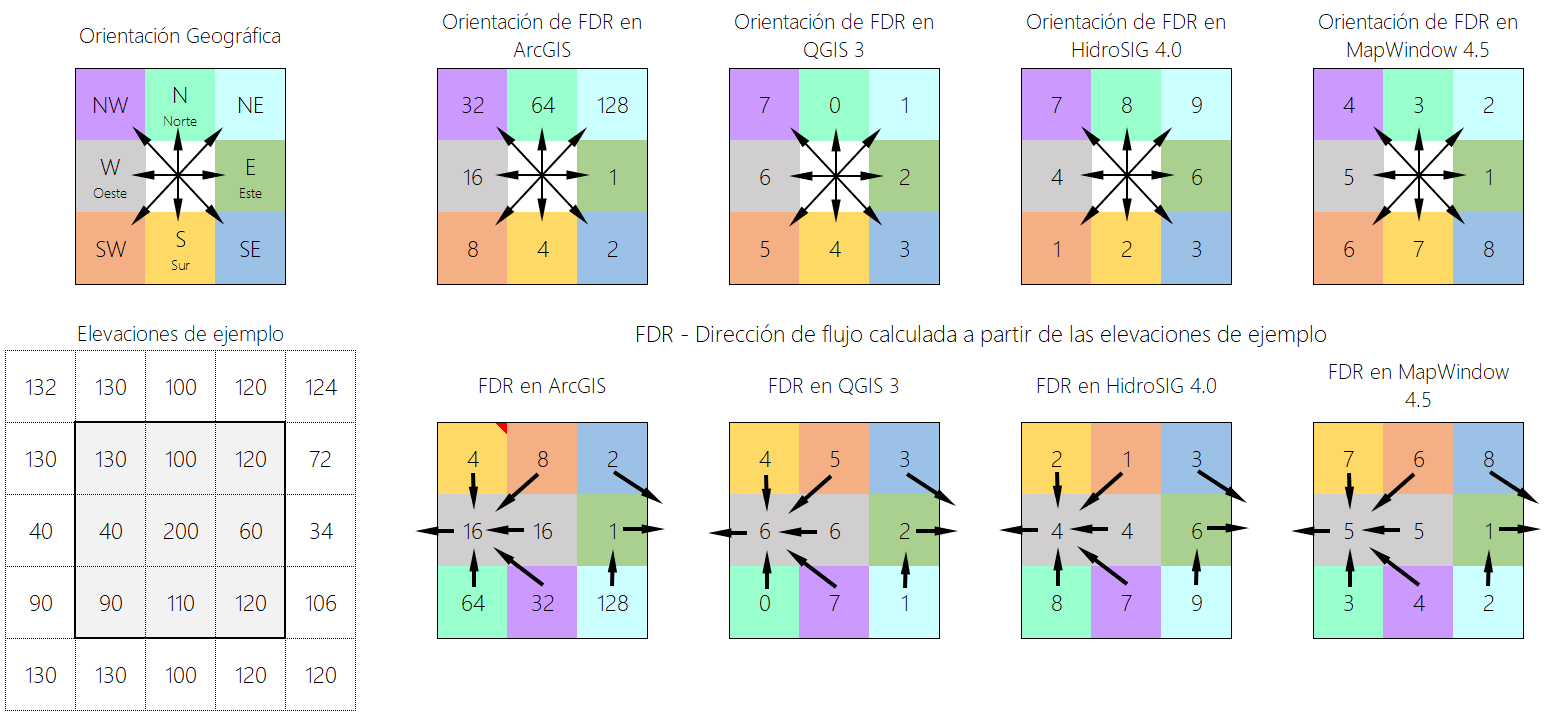 Orientación Geográfica
NW N NE
Norte
W E
Oeste Este
SW S SE
Sur
Orientación de FDR en
ArcGIS
32 64 128
16 1
8 4 2
Orientación de FDR en
QGIS 3
7 0 1
6 2
5 4 3
Orientación de FDR en
HidroSIG 4.0
7 8 9
4 6
1 2 3
Orientación de FDR en
MapWindow 4.5
4 3 2
5 1
6 7 8
Elevaciones de ejemplo
132 130 100 120 124
130 130 100 120 72
40 40 200 60 34
90 90 110 120 106
130 130 100 120 120
FDR - Dirección de flujo calculada a partir de las elevaciones de ejemplo
FDR en ArcGIS
4 8 2
16 16 1
64 32 128
FDR en QGIS 3
4 5 3
6 6 2
0 7 1
FDR en HidroSIG 4.0
2 1 3
4 4 6
8 7 9
FDR en MapWindow
4.5
7 6 8
5 5 1
3 4 2